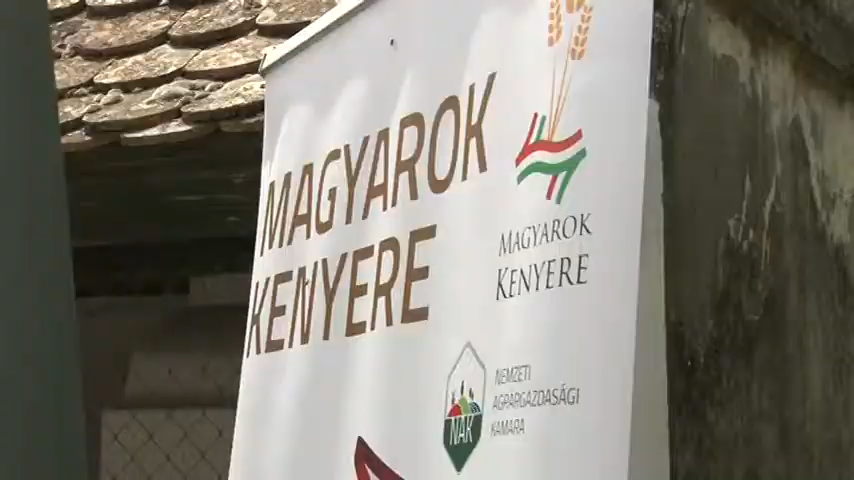 MAGYAROK
KENYERE
MAGYAROK
KENYERE
NAK
NEMZETI
AGRÁRGAZDASÁGI
KAMARA